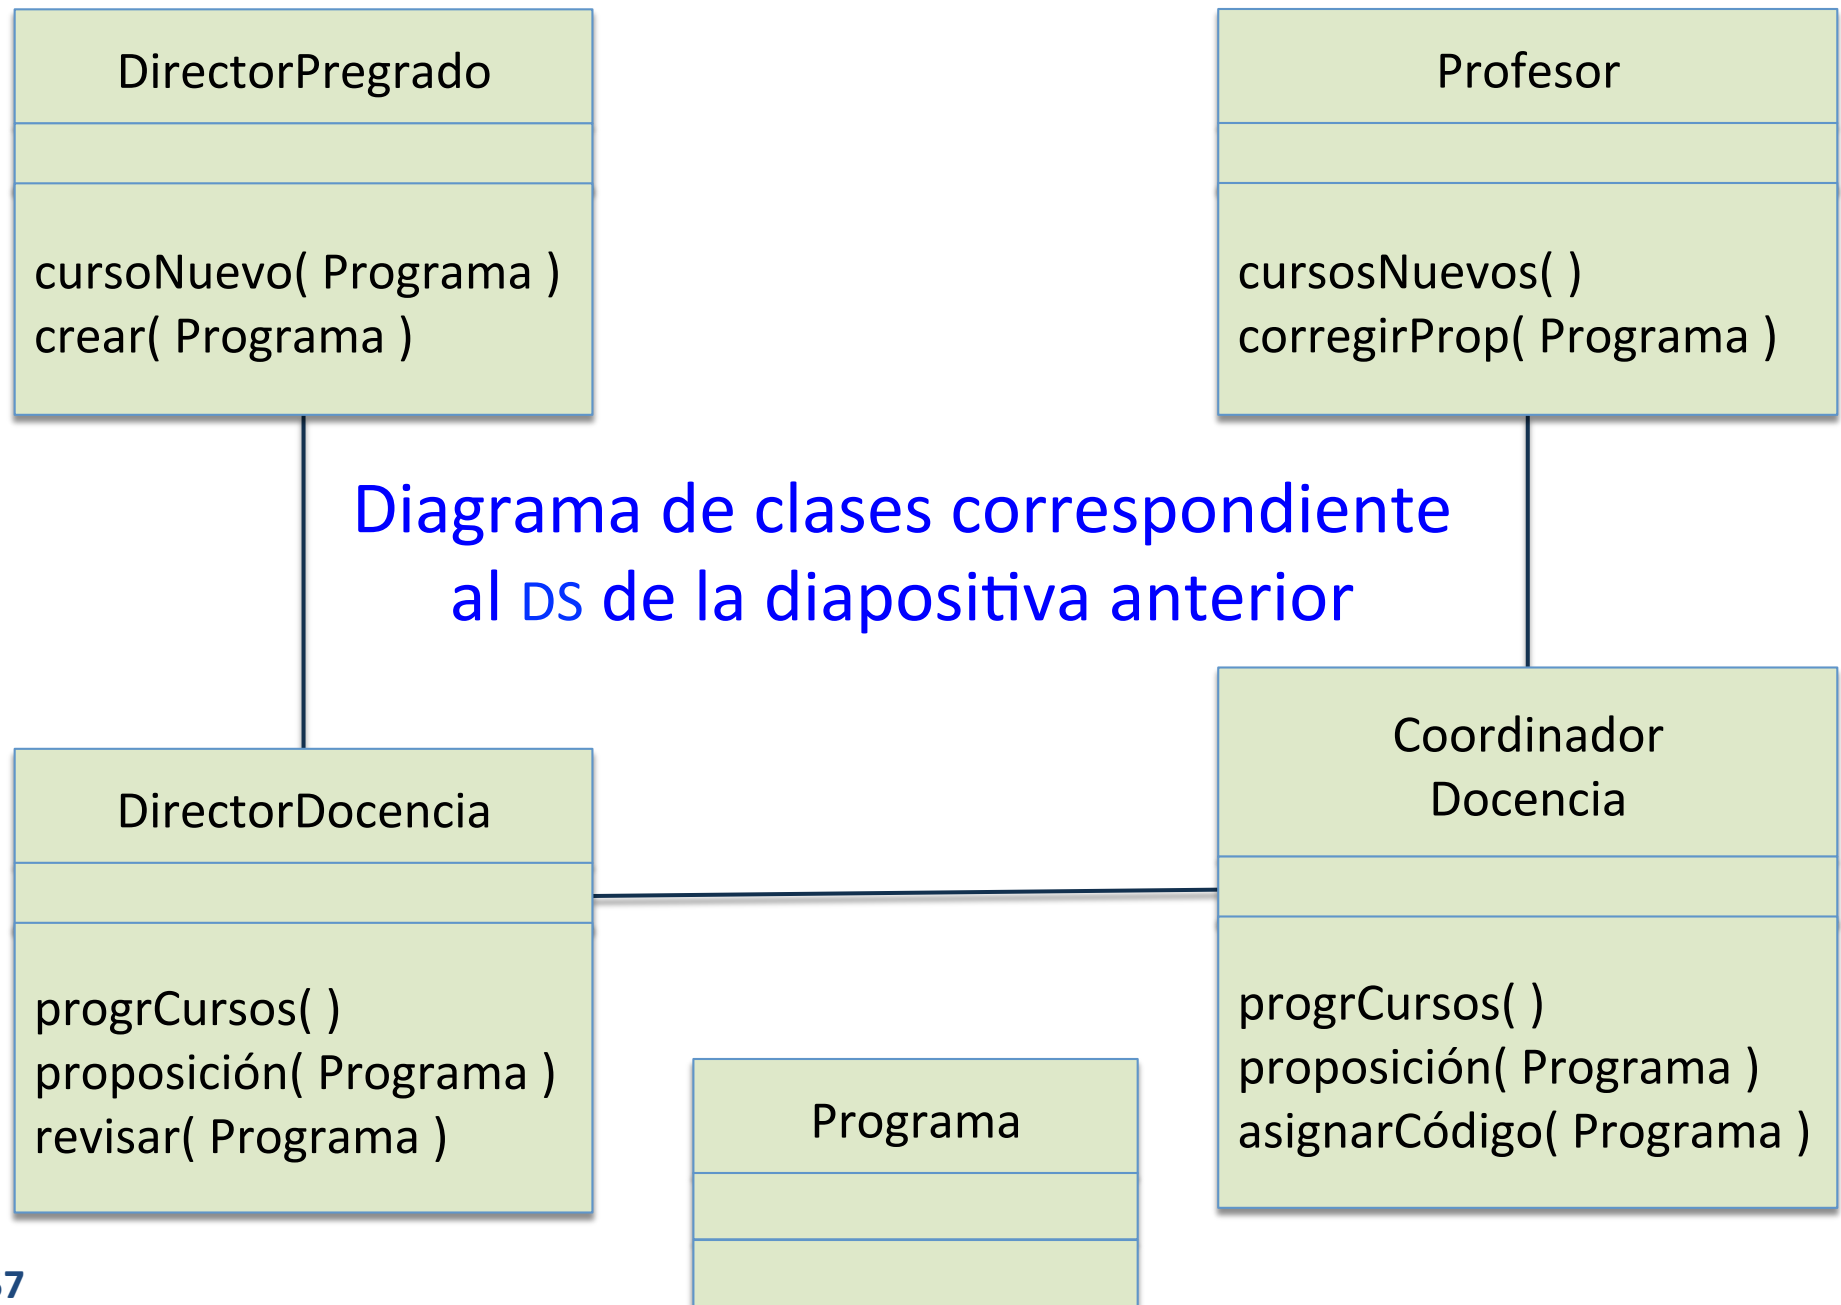 DirectorPregrado
cursoNuevo( Programa )
crear( Programa )
Profesor
cursosNuevos( )
corregirProp( Programa )
Diagrama de clases correspondiente
al DS de la diapositiva anterior
DirectorDocencia
progrCursos( )
proposición( Programa )
revisar( Programa )
Coordinador
Docencia
progrCursos( )
proposición( Programa )
asignarCódigo( Programa )
Programa